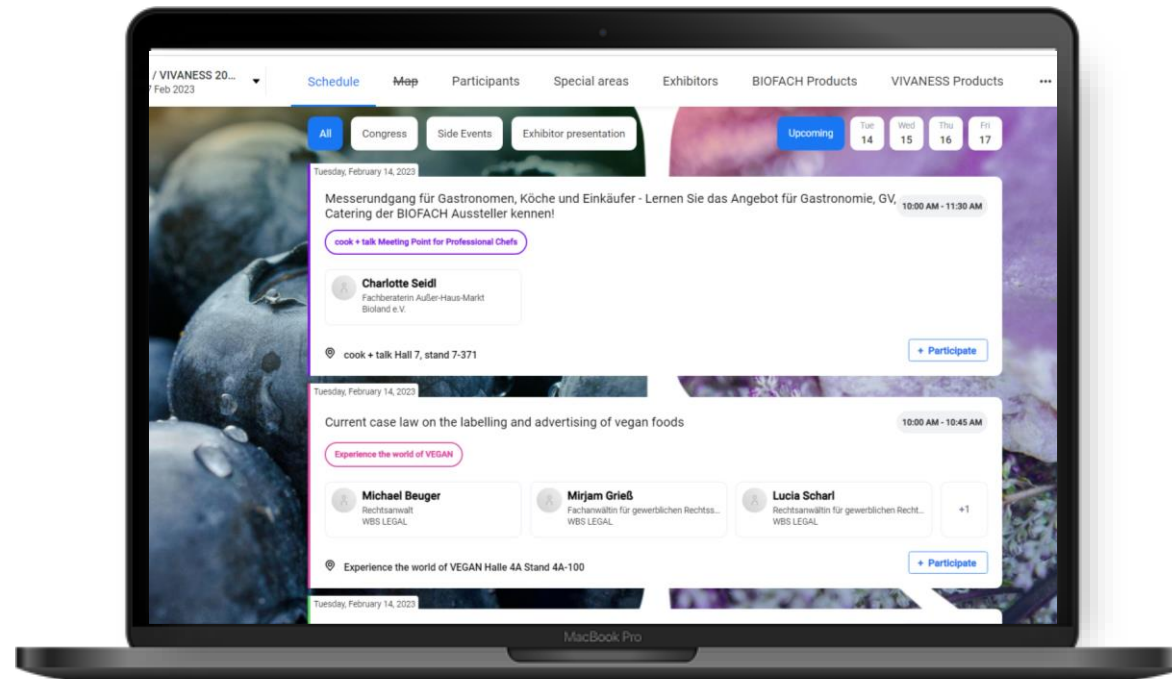 / VIVANESS 20...
7 Feb 2023
Schedule
Map
Participants
Special areas
Exhibitors
BIOFACH Products
VIVANESS Products
All
Congress
Side Events
Exhibitor presentation
Upcoming
Tue
14
Wed
15
Thu
16
Fri
17
Tuesday, February 14, 2023
Messerundgang für Gastronomen, Köche und Einkäufer - Lernen Sie das Angebot für Gastronomie, GV,
Catering der BIOFACH Aussteller kennen!
10:00 AM - 11:30 AM
cook + talk Meeting Point for Professional Chefs
Charlotte Seidl
Fachberaterin Außer-Haus-Markt
Bioland e.V.
cook + talk Hall 7, stand 7-371
+ Participate
Tuesday, February 14, 2023
Current case law on the labelling and advertising of vegan foods
10:00 AM - 10:45 AM
Experience the world of VEGAN
Michael Beuger
Rechtsanwalt
WBS LEGAL
Mirjam Grieß
Fachanwältin für gewerblichen Rechtss...
WBS LEGAL
Lucia Scharl
Rechtsanwältin für gewerblichen Recht...
WBS LEGAL
+1
Experience the world of VEGAN Halle 4A Stand 4A-100
+ Participate
Tuesday, February 14, 2023
MacBook Pro